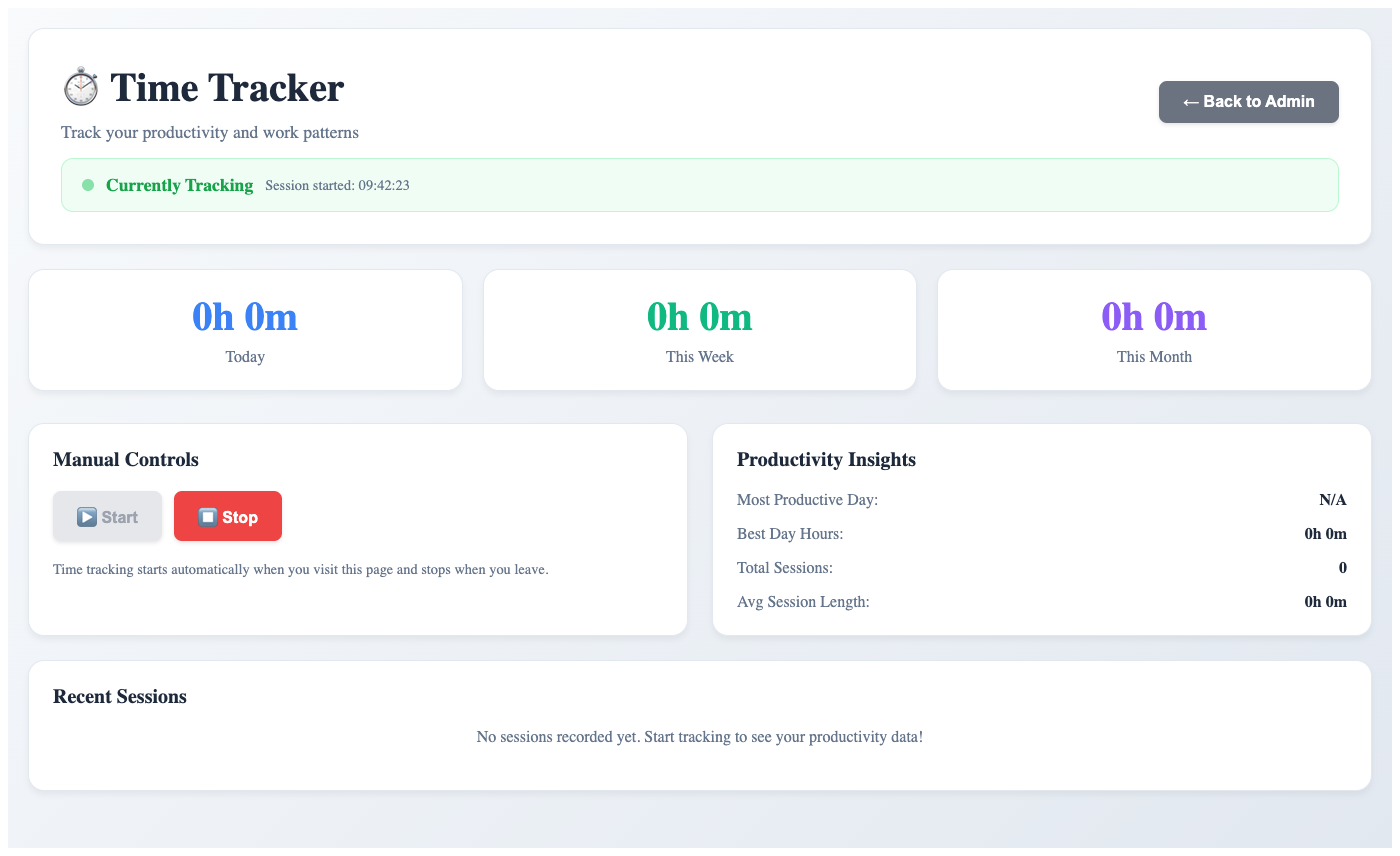 ⏱️ Time Tracker
Track your productivity and work patterns
← Back to Admin
Currently Tracking Session started: 09:42:23
0h 0m
Today
0h 0m
This Week
0h 0m
This Month
Manual Controls
▶️ Start
⏹️ Stop
Time tracking starts automatically when you visit this page and stops when you leave.
Productivity Insights
Most Productive Day: N/A
Best Day Hours: 0h 0m
Total Sessions: 0
Avg Session Length: 0h 0m
Recent Sessions
No sessions recorded yet. Start tracking to see your productivity data!